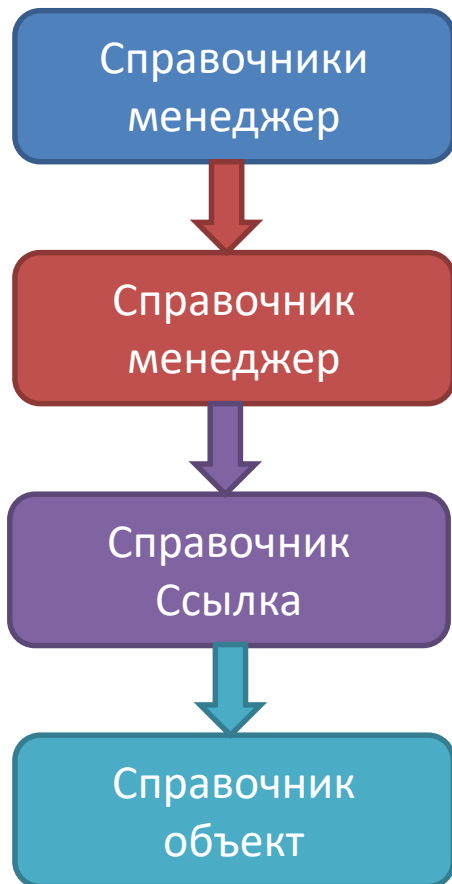 Справочники
менеджер
Справочник
менеджер
Справочник
Ссылка
Справочник
объект